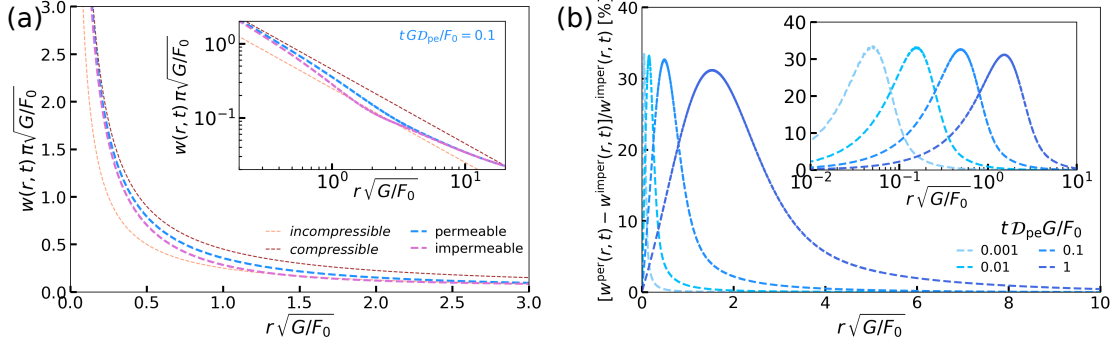 (a)
3.0
2.5
2.0
1.5
1.0
0.5
0.0
w(r, t) π√G/F₀
0.0
0.5
1.0
1.5
2.0
2.5
3.0
r √G/F₀
10⁰
10⁻¹
w(r, t) π√G/F₀
t G𝒟ₚₑ/F₀ = 0.1
10⁰
10¹
r √G/F₀
incompressible
compressible
permeable
impermeable
(b)
40
30
20
10
0
[wᵖᵉʳ(r, t) − wⁱᵐᵖᵉʳ(r, t)]/wⁱᵐᵖᵉʳ(r, t) [%]
0
2
4
6
8
10
r √G/F₀
40
30
20
10
0
10⁻²
10⁻¹
10⁰
10¹
r √G/F₀
t 𝒟ₚₑG/F₀
0.001
0.01
0.1
1